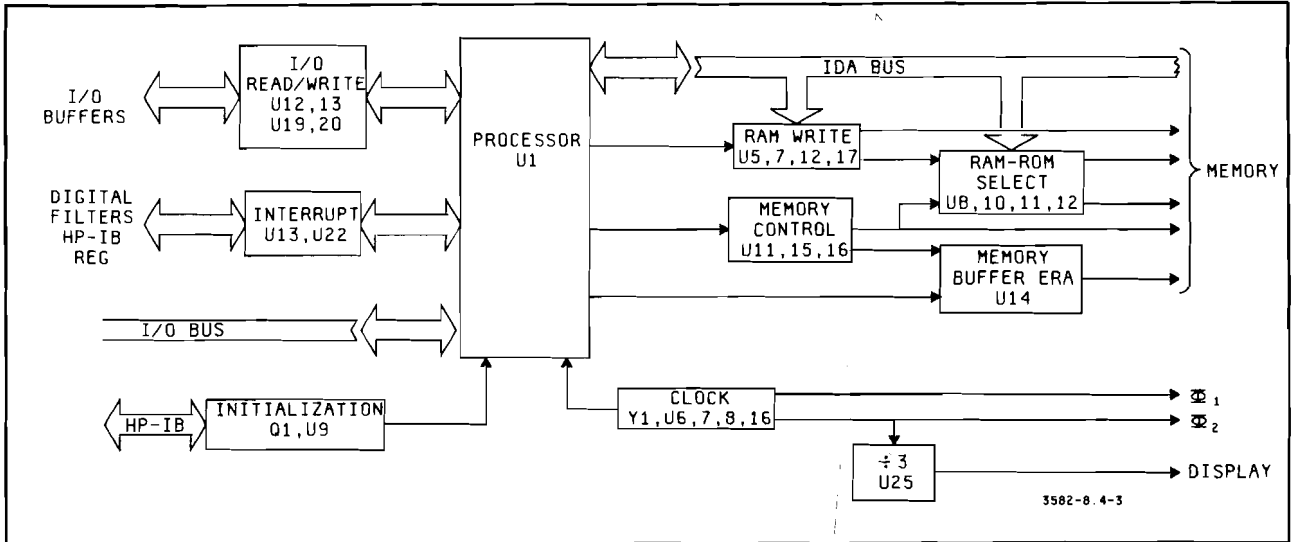 I/O
BUFFERS
I/O
READ/WRITE
U12,13
U19,20
PROCESSOR
U1
IDA BUS
RAM WRITE
U5,7,12,17
RAM-ROM
SELECT
U8,10,11,12
MEMORY
DIGITAL
FILTERS
HP-IB
REG
INTERRUPT
U13,U22
MEMORY
CONTROL
U11,15,16
MEMORY
BUFFER ERA
U14
I/O BUS
HP-IB
INITIALIZATION
Q1,U9
CLOCK
Y1,U6,7,8,16
Φ1
Φ2
÷3
U25
DISPLAY
3582-8.4-3